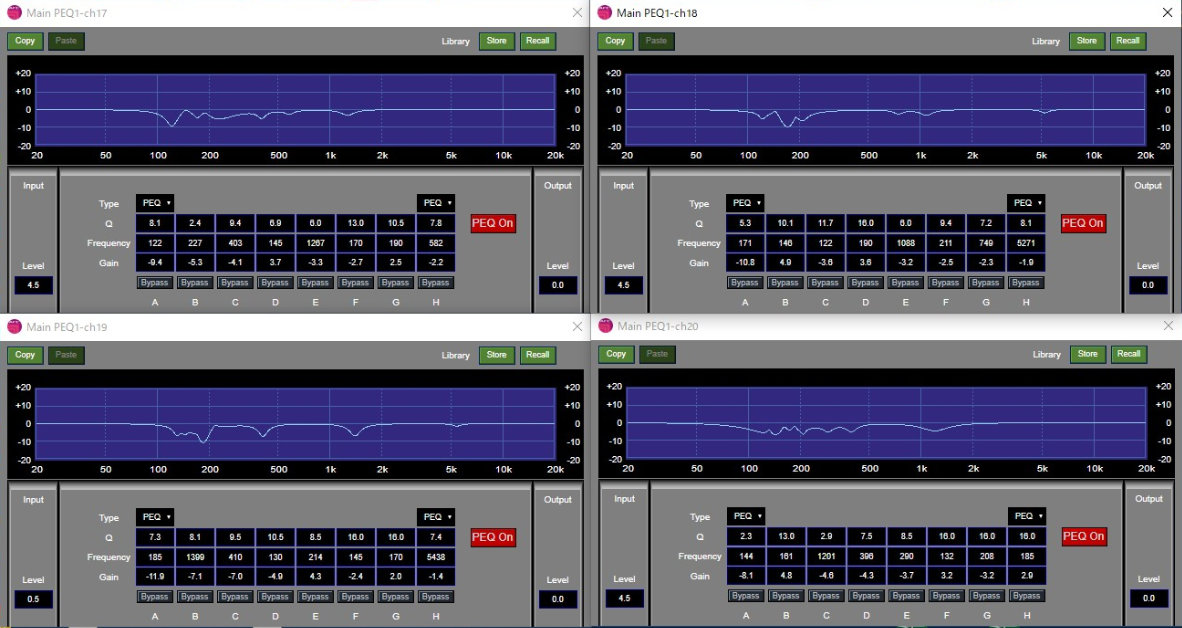 Main PEQ1-ch17
Copy Paste Library Store Recall
+20 +20
+10 +10
0 0
-10 -10
-20 -20
20 50 100 200 500 1k 2k 5k 10k 20k
Input Output
Type PEQ PEQ
Q 8.1 2.4 9.4 6.9 6.0 13.0 10.5 7.8 PEQ On
Frequency 122 227 403 145 1267 170 190 582
Level Gain -9.4 -5.3 -4.1 3.7 -3.3 -2.7 2.5 -2.2 Level
4.5 Bypass Bypass Bypass Bypass Bypass Bypass Bypass Bypass 0.0
A B C D E F G H
Main PEQ1-ch18
Copy Paste Library Store Recall
+20 +20
+10 +10
0 0
-10 -10
-20 -20
20 50 100 200 500 1k 2k 5k 10k 20k
Input Output
Type PEQ PEQ
Q 5.3 10.1 11.7 16.0 6.0 9.4 7.2 8.1 PEQ On
Frequency 171 146 122 190 1088 211 749 5271
Level Gain -10.8 4.9 -3.6 3.6 -3.2 -2.5 -2.3 -1.9 Level
4.5 Bypass Bypass Bypass Bypass Bypass Bypass Bypass Bypass 0.0
A B C D E F G H
Main PEQ1-ch19
Copy Paste Library Store Recall
+20 +20
+10 +10
0 0
-10 -10
-20 -20
20 50 100 200 500 1k 2k 5k 10k 20k
Input Output
Type PEQ PEQ
Q 7.3 8.1 9.5 10.5 8.5 16.0 16.0 7.4 PEQ On
Frequency 185 1399 410 130 214 145 170 5438
Level Gain -11.9 -7.1 -7.0 -4.9 4.3 -2.4 2.0 -1.4 Level
0.5 Bypass Bypass Bypass Bypass Bypass Bypass Bypass Bypass 0.0
A B C D E F G H
Main PEQ1-ch20
Copy Paste Library Store Recall
+20 +20
+10 +10
0 0
-10 -10
-20 -20
20 50 100 200 500 1k 2k 5k 10k 20k
Input Output
Type PEQ PEQ
Q 2.3 13.0 2.9 7.5 8.5 16.0 16.0 16.0 PEQ On
Frequency 144 161 1201 396 290 132 208 185
Level Gain -8.1 4.8 -4.6 -4.3 -3.7 3.2 -3.2 2.9 Level
4.5 Bypass Bypass Bypass Bypass Bypass Bypass Bypass Bypass 0.0
A B C D E F G H